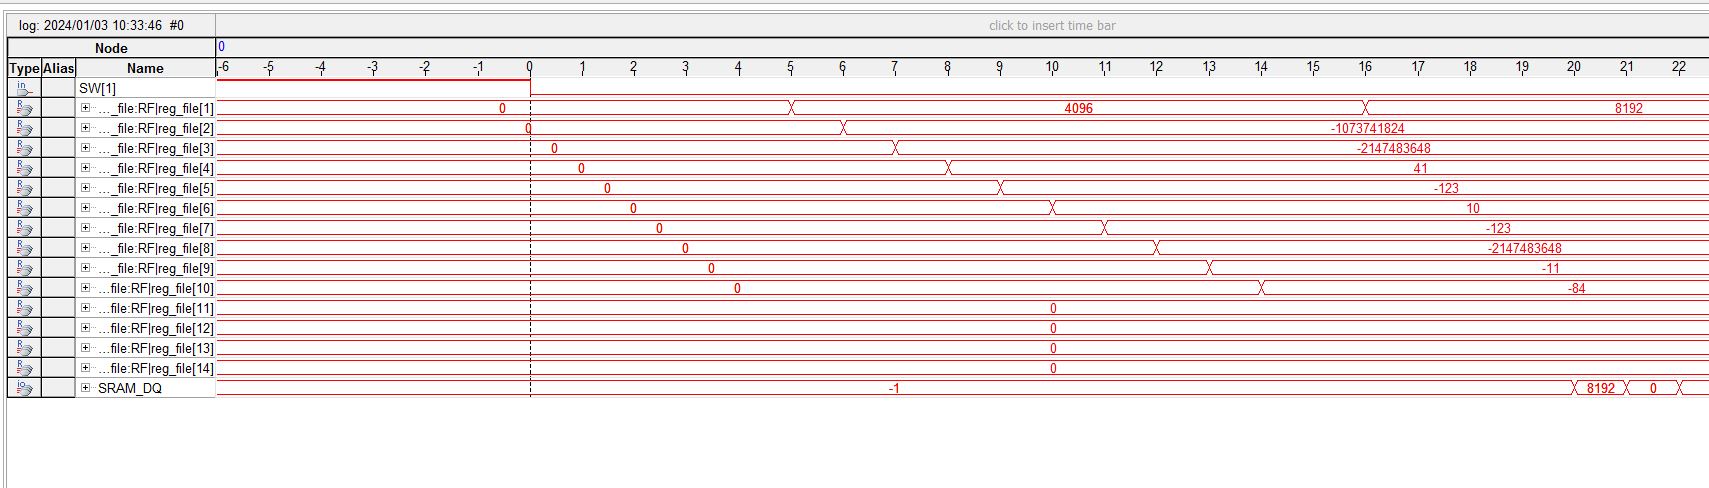 log: 2024/01/03 10:33:46 #0 click to insert time bar
Node 0
Type Alias Name -6 -5 -4 -3 -2 -1 0 1 2 3 4 5 6 7 8 9 10 11 12 13 14 15 16 17 18 19 20 21 22
in SW[1]
R ..._file:RF|reg_file[1] 0 4096 8192
R ..._file:RF|reg_file[2] 0 -1073741824
R ..._file:RF|reg_file[3] 0 -2147483648
R ..._file:RF|reg_file[4] 0 41
R ..._file:RF|reg_file[5] 0 -123
R ..._file:RF|reg_file[6] 0 10
R ..._file:RF|reg_file[7] 0 -123
R ..._file:RF|reg_file[8] 0 -2147483648
R ..._file:RF|reg_file[9] 0 -11
R ...file:RF|reg_file[10] 0 -84
R ...file:RF|reg_file[11] 0
R ...file:RF|reg_file[12] 0
R ...file:RF|reg_file[13] 0
R ...file:RF|reg_file[14] 0
io SRAM_DQ -1 8192 0